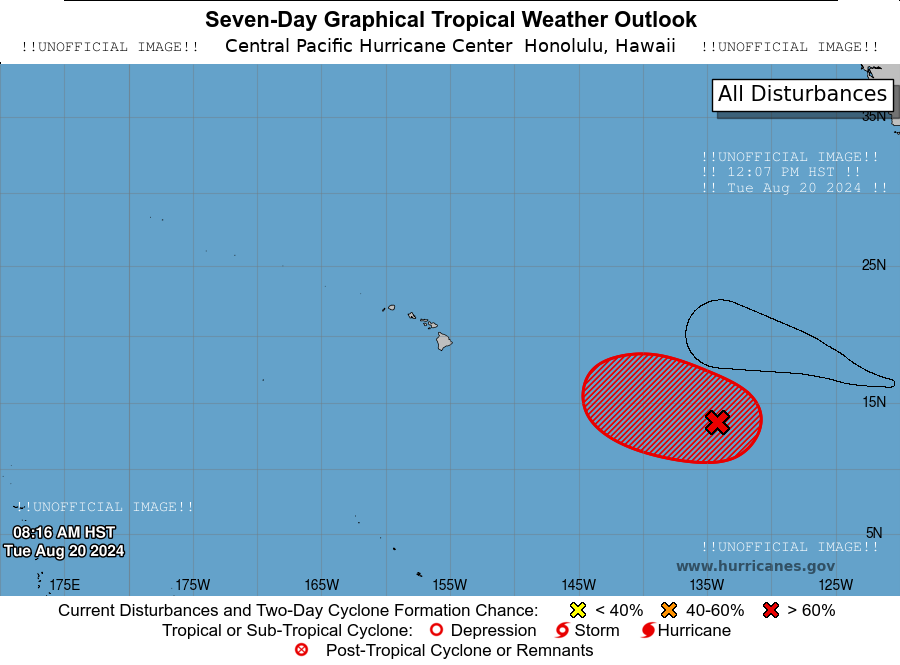 Seven-Day Graphical Tropical Weather Outlook
!!UNOFFICIAL IMAGE!! Central Pacific Hurricane Center Honolulu, Hawaii !!UNOFFICIAL IMAGE!!
All Disturbances
35N
!!UNOFFICIAL IMAGE!!
!! 12:07 PM HST !!
!! Tue Aug 20 2024 !!
25N
15N
!!UNOFFICIAL IMAGE!!
08:16 AM HST
Tue Aug 20 2024
5N
!!UNOFFICIAL IMAGE!!
www.hurricanes.gov
175E 175W 165W 155W 145W 135W 125W
Current Disturbances and Two-Day Cyclone Formation Chance: < 40% 40-60% > 60%
Tropical or Sub-Tropical Cyclone: Depression Storm Hurricane
Post-Tropical Cyclone or Remnants